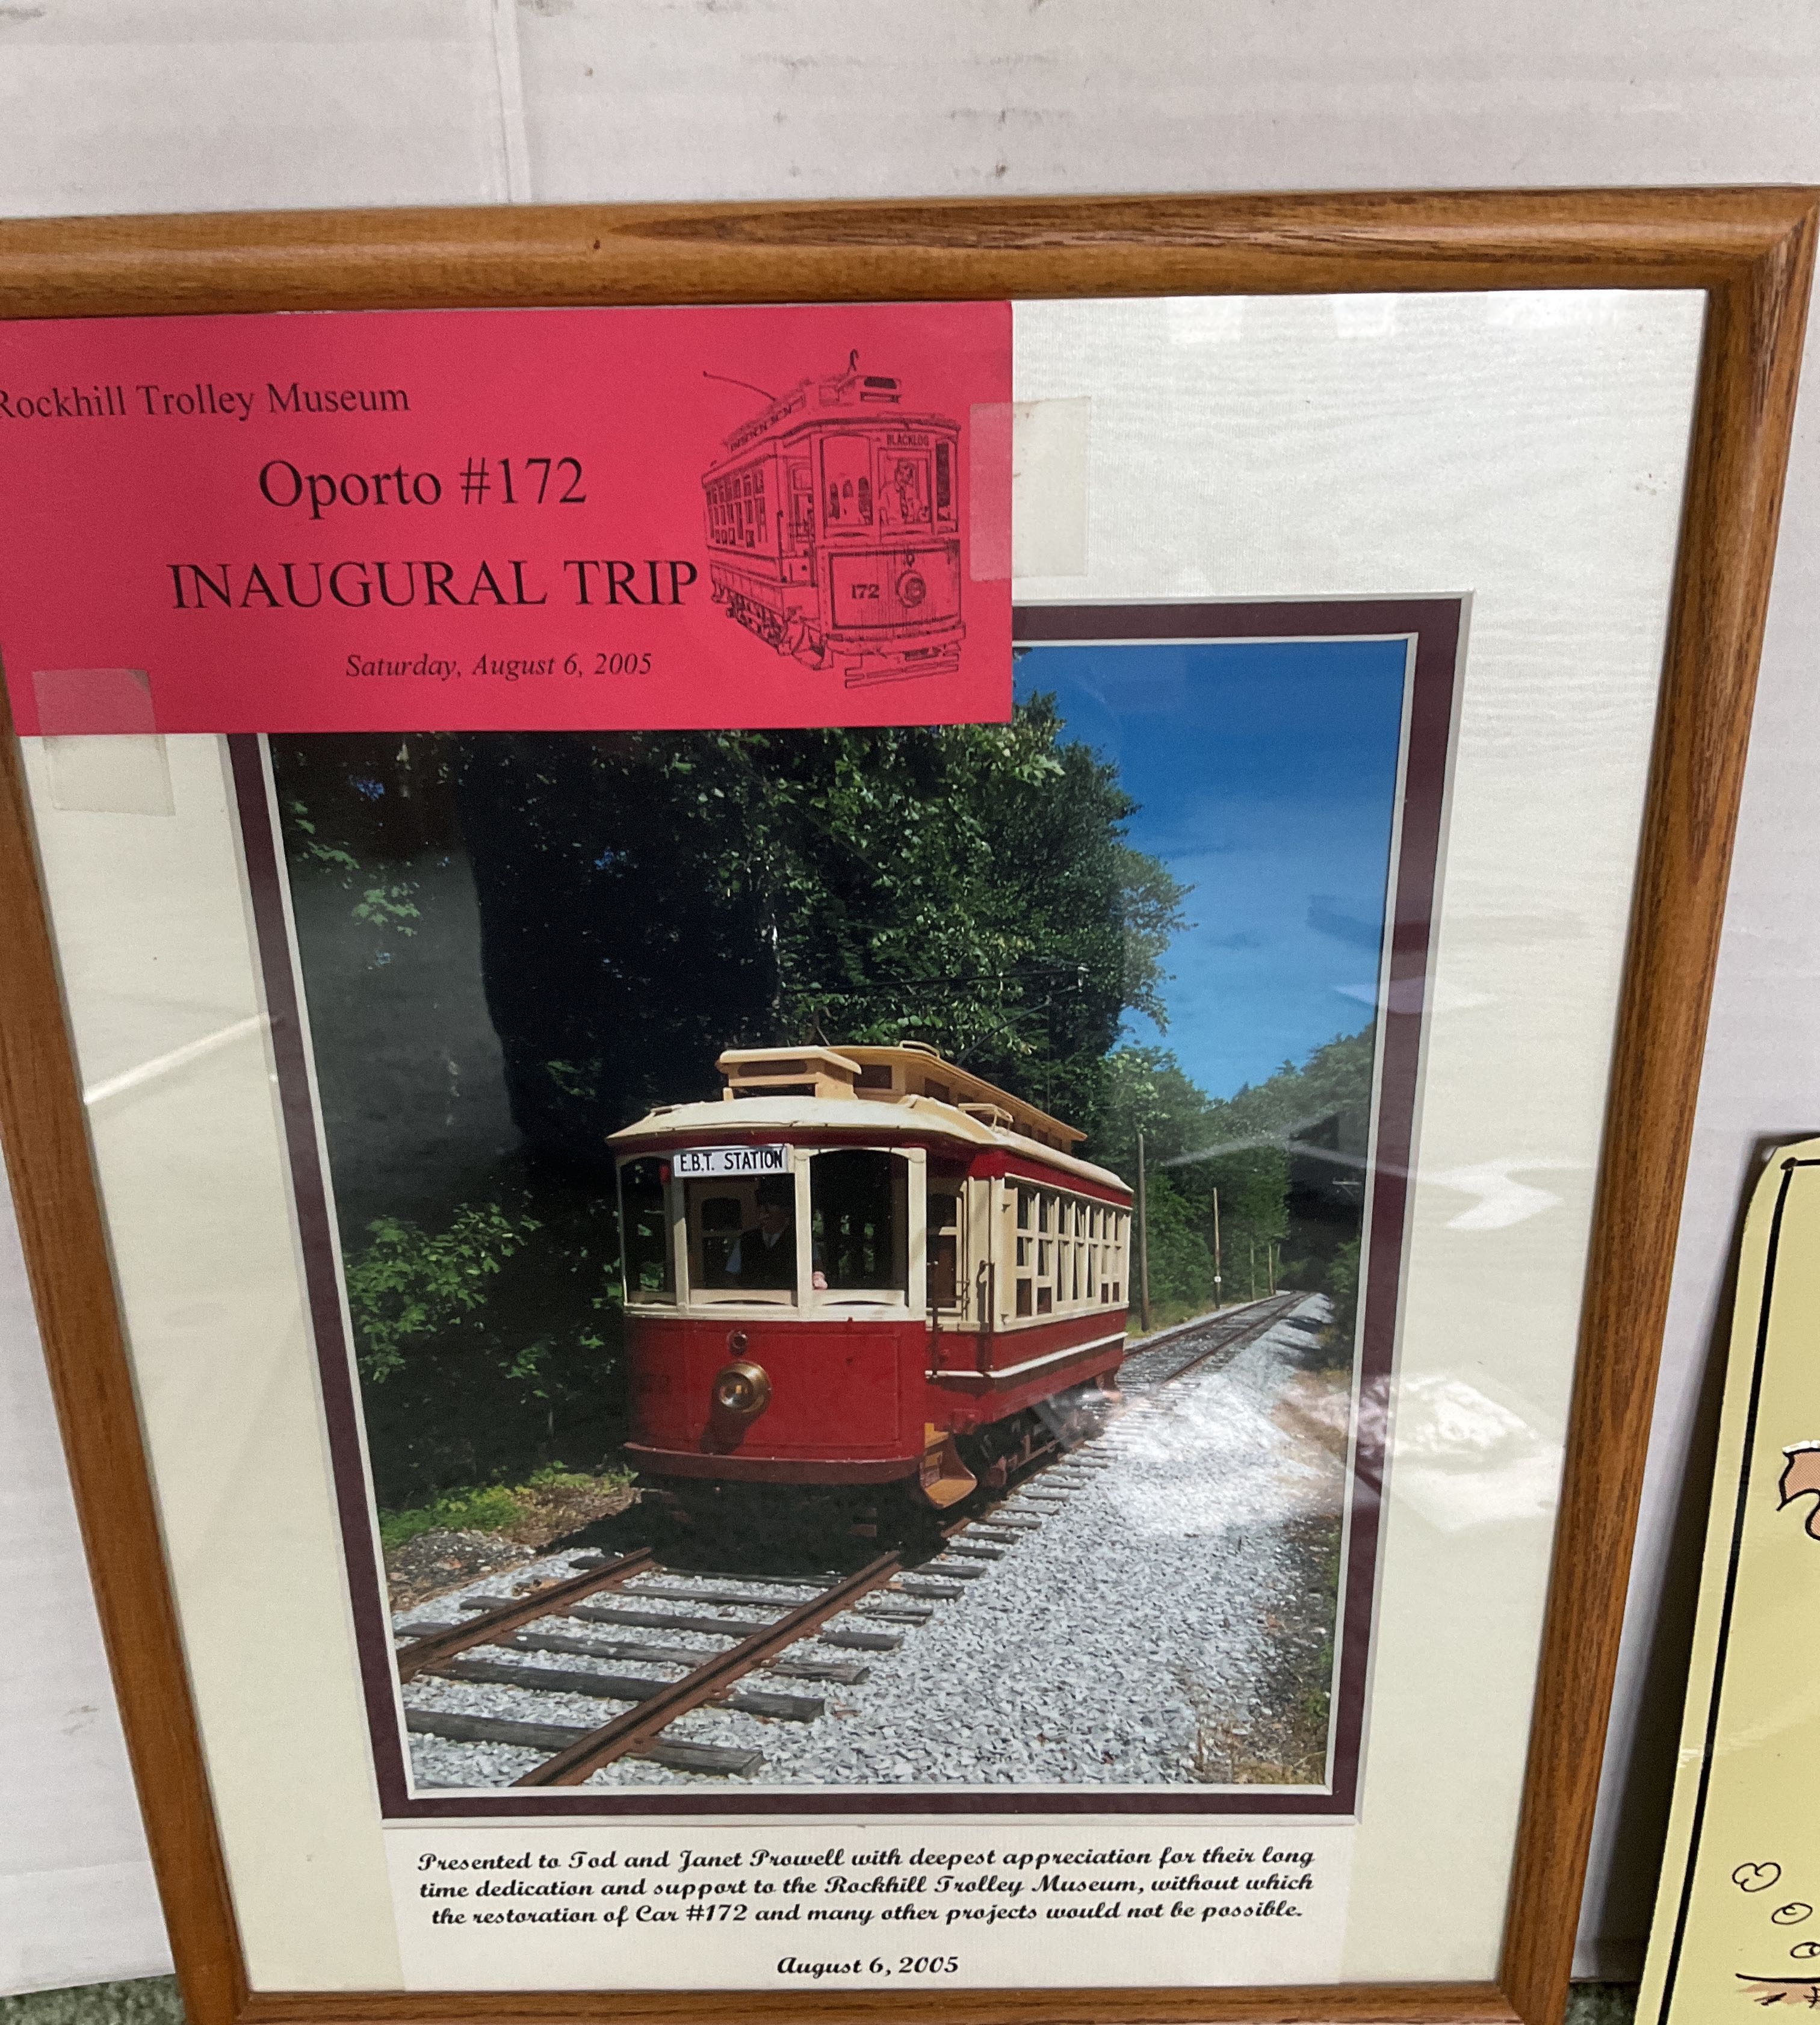 Rockhill Trolley Museum
Oporto #172
INAUGURAL TRIP
Saturday, August 6, 2005
BLACKLOG
172
E.B.T. STATION
Presented to Tod and Janet Prowell with deepest appreciation for their long
time dedication and support to the Rockhill Trolley Museum, without which
the restoration of Car #172 and many other projects would not be possible.
August 6, 2005